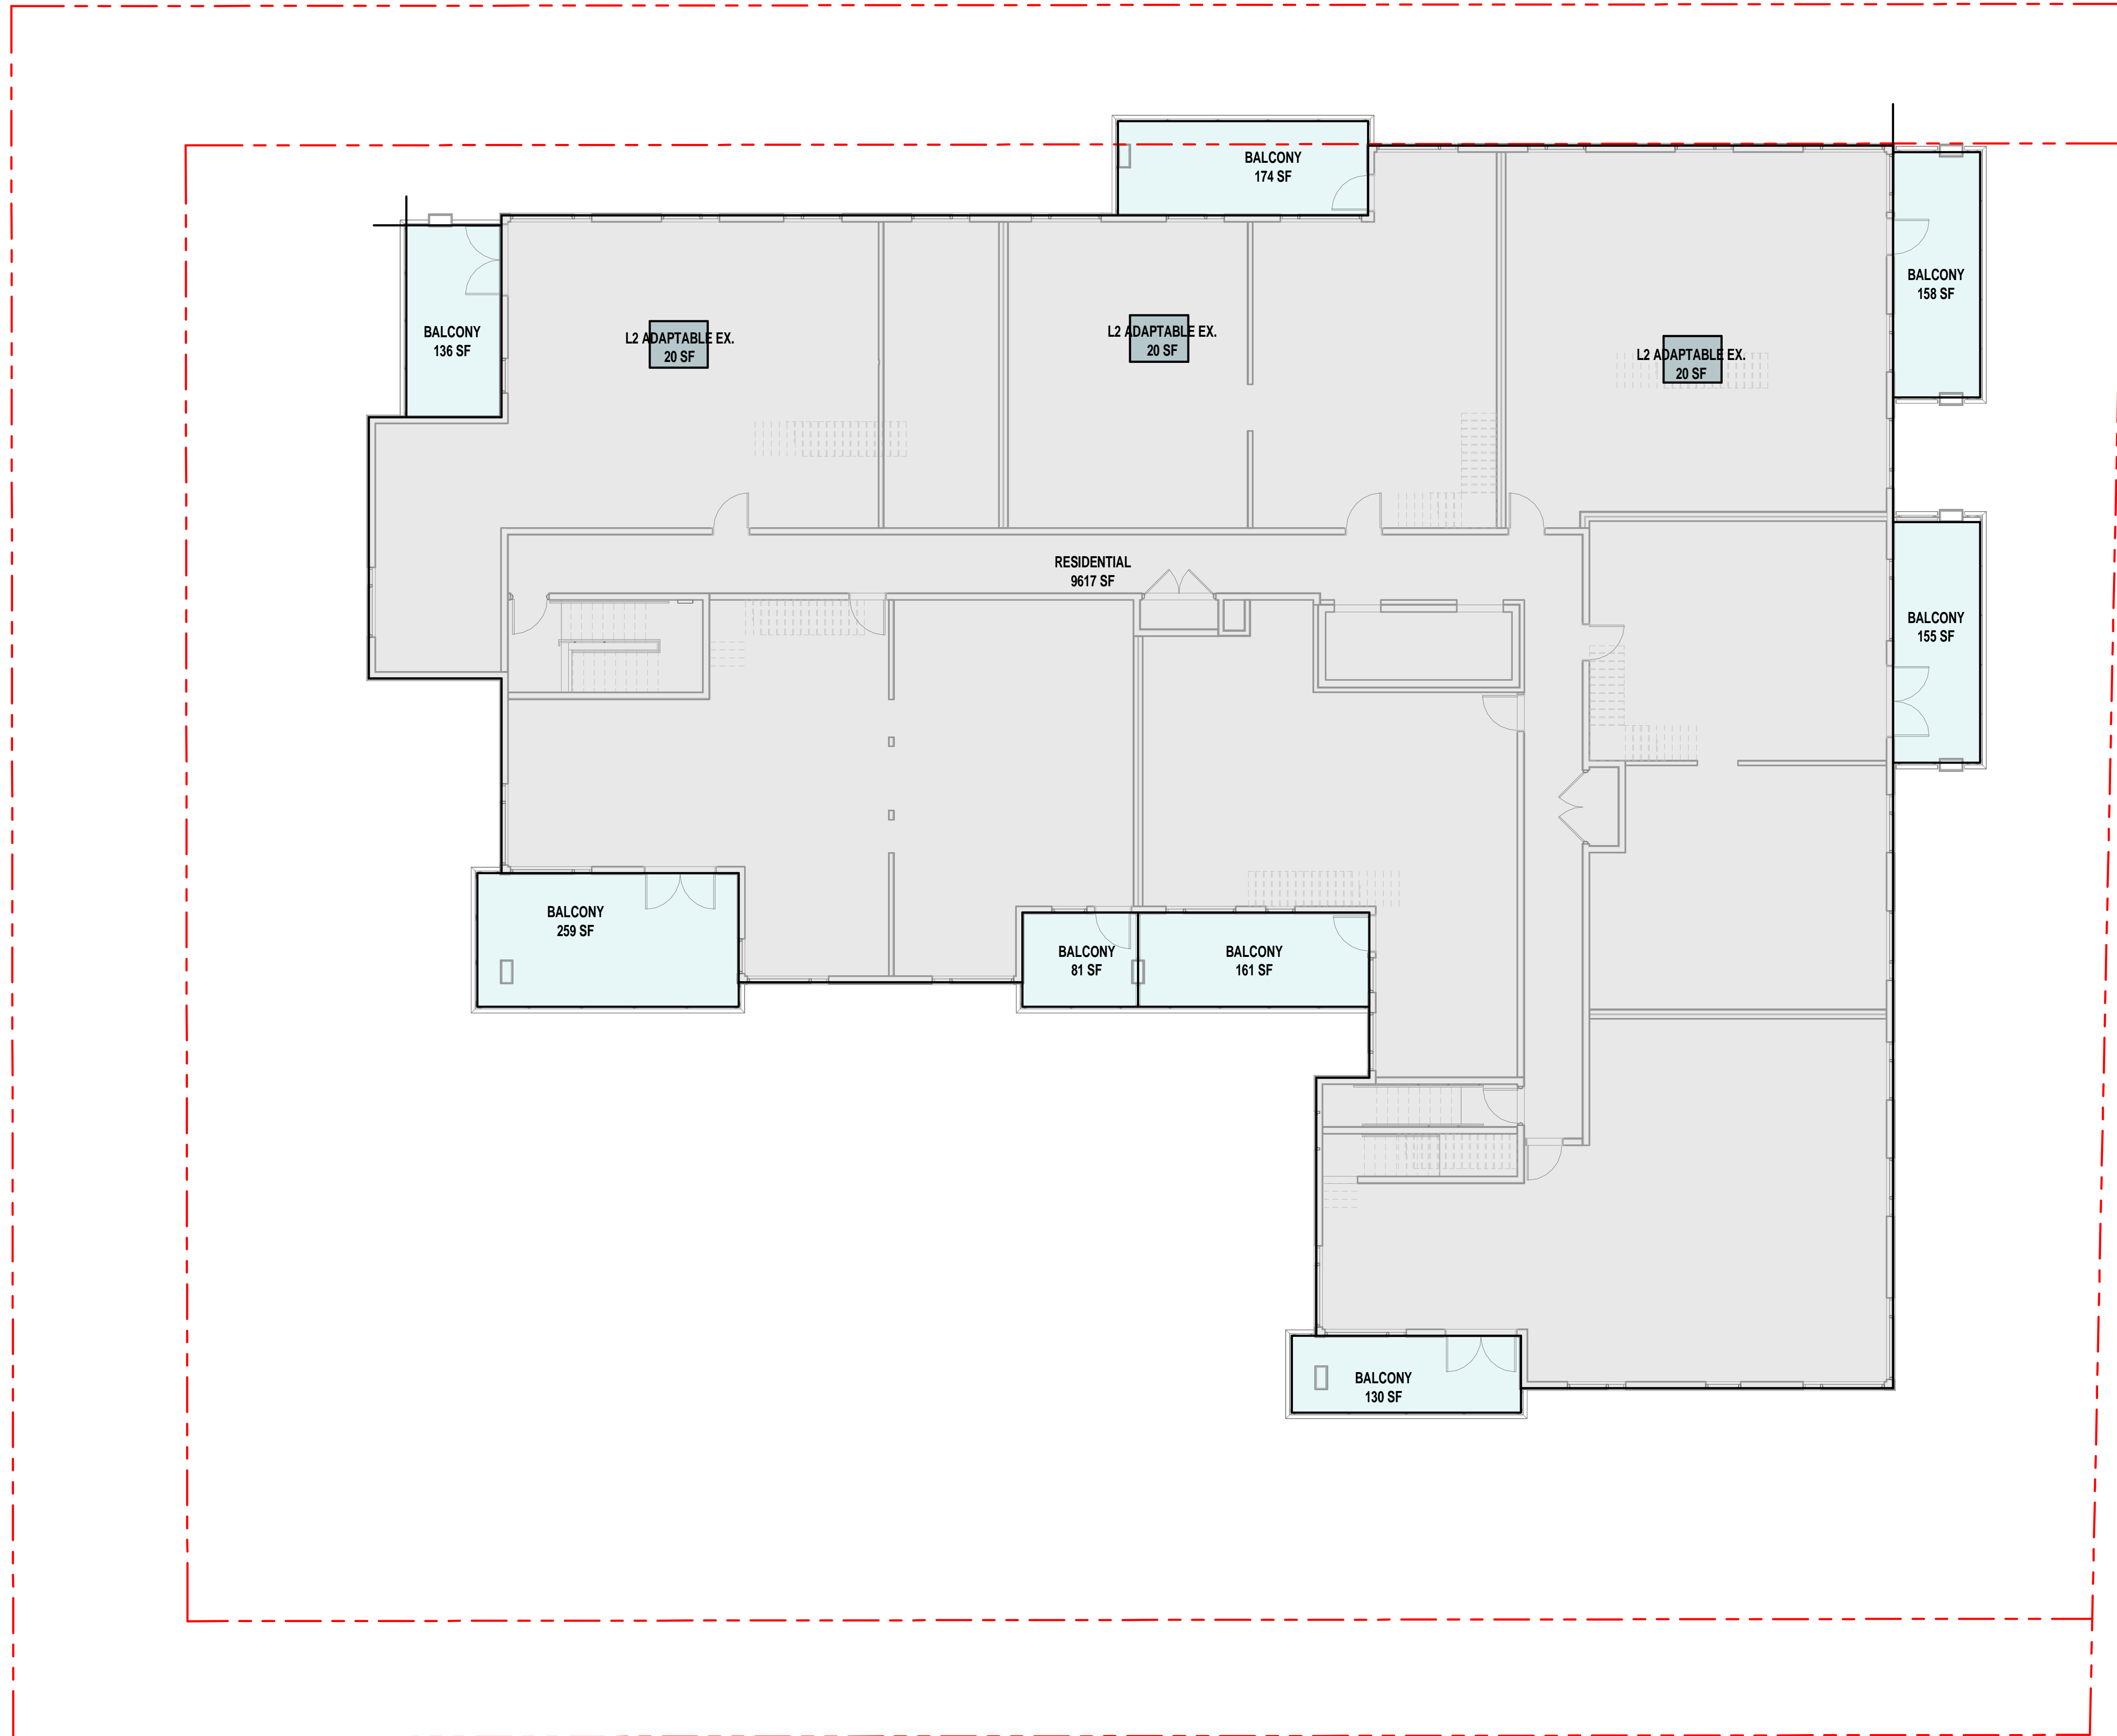 BALCONY
174 SF
BALCONY
158 SF
BALCONY
136 SF
L2 ADAPTABLE EX.
20 SF
L2 ADAPTABLE EX.
20 SF
L2 ADAPTABLE EX.
20 SF
RESIDENTIAL
9617 SF
BALCONY
155 SF
BALCONY
259 SF
BALCONY
81 SF
BALCONY
161 SF
BALCONY
130 SF